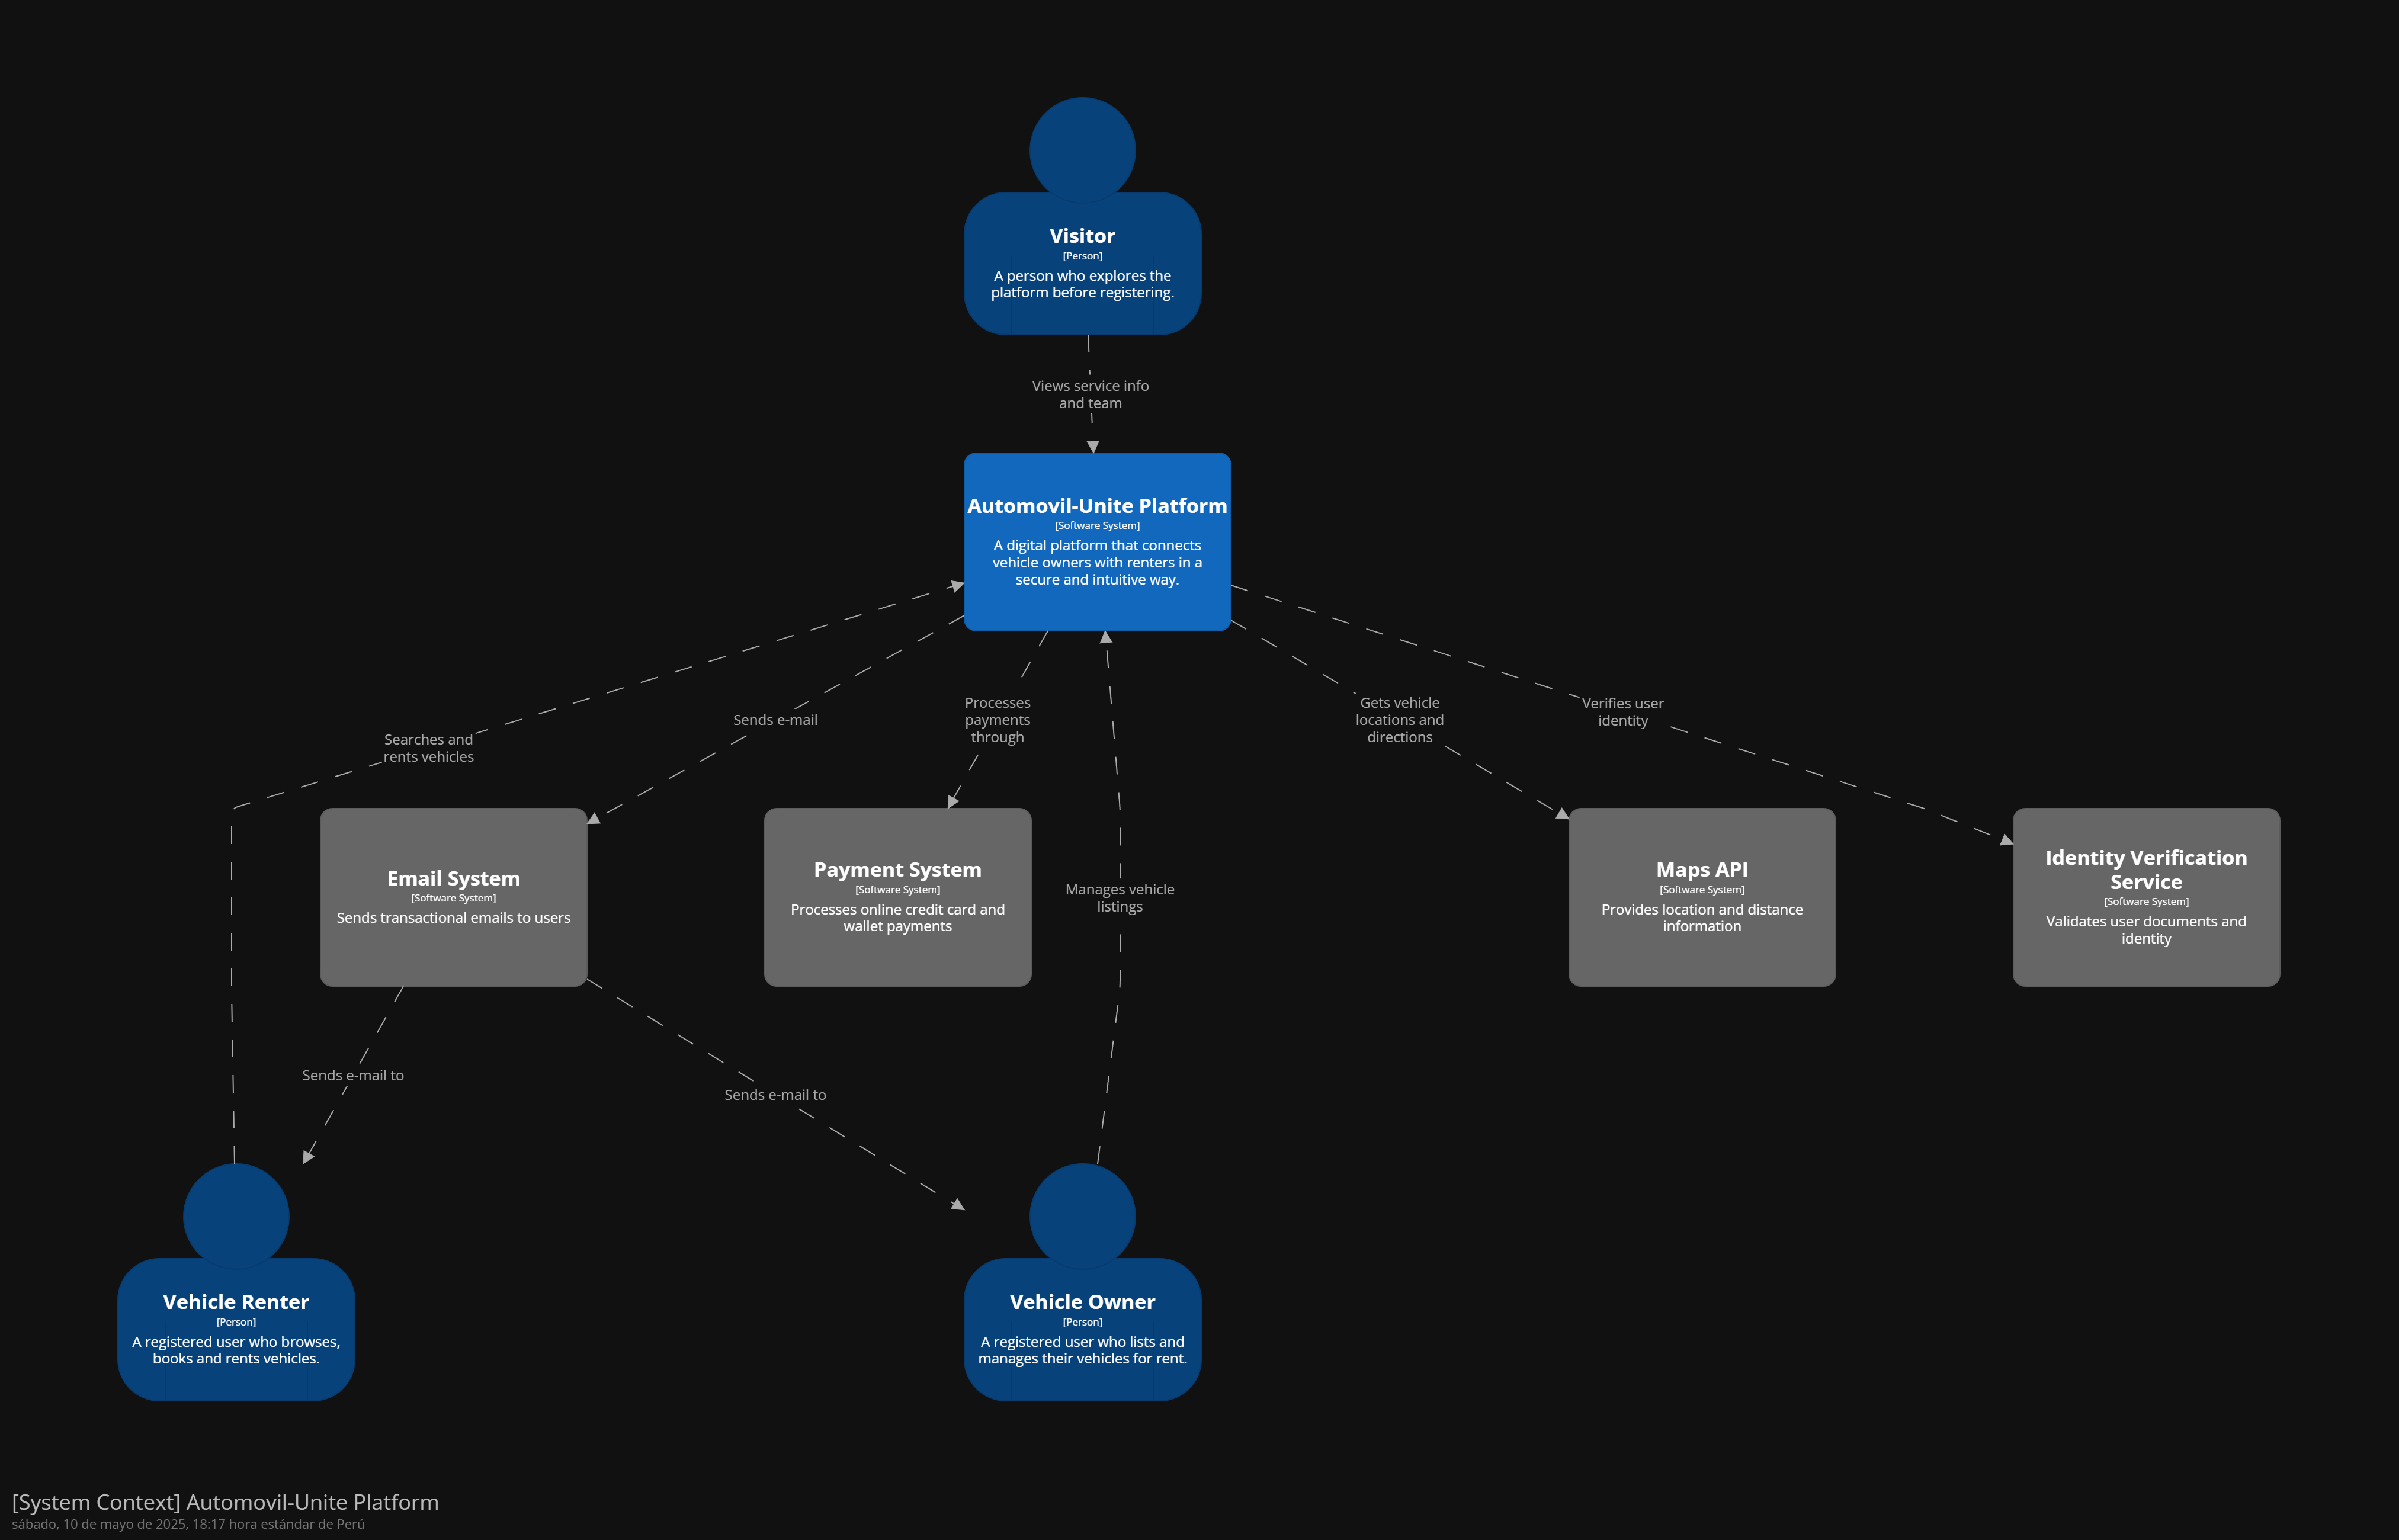 Visitor
[Person]
A person who explores the
platform before registering.
Views service info
and team
Automovil-Unite Platform
[Software System]
A digital platform that connects
vehicle owners with renters in a
secure and intuitive way.
Searches and
rents vehicles
Sends e-mail
Processes
payments
through
Gets vehicle
locations and
directions
Verifies user
identity
Email System
[Software System]
Sends transactional emails to users
Payment System
[Software System]
Processes online credit card and
wallet payments
Manages vehicle
listings
Maps API
[Software System]
Provides location and distance
information
Identity Verification
Service
[Software System]
Validates user documents and
identity
Sends e-mail to
Sends e-mail to
Vehicle Renter
[Person]
A registered user who browses,
books and rents vehicles.
Vehicle Owner
[Person]
A registered user who lists and
manages their vehicles for rent.
[System Context] Automovil-Unite Platform
sábado, 10 de mayo de 2025, 18:17 hora estándar de Perú